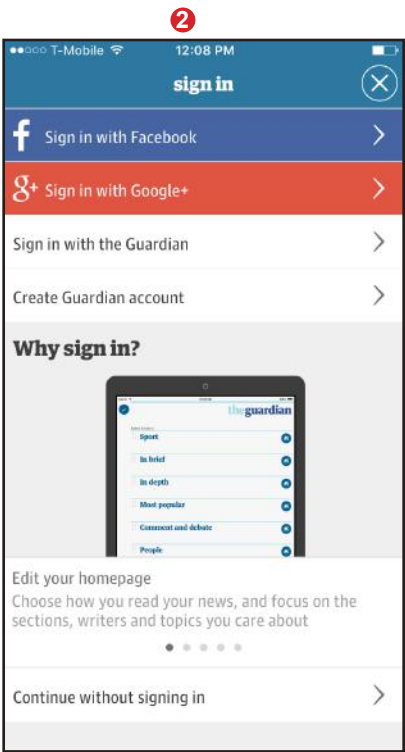 2
T-Mobile 12:08 PM
sign in
f Sign in with Facebook
g+ Sign in with Google+
Sign in with the Guardian
Create Guardian account
Why sign in?
theguardian
Sport
In brief
In depth
Most popular
Comment and debate
People
Edit your homepage
Choose how you read your news, and focus on the
sections, writers and topics you care about
Continue without signing in